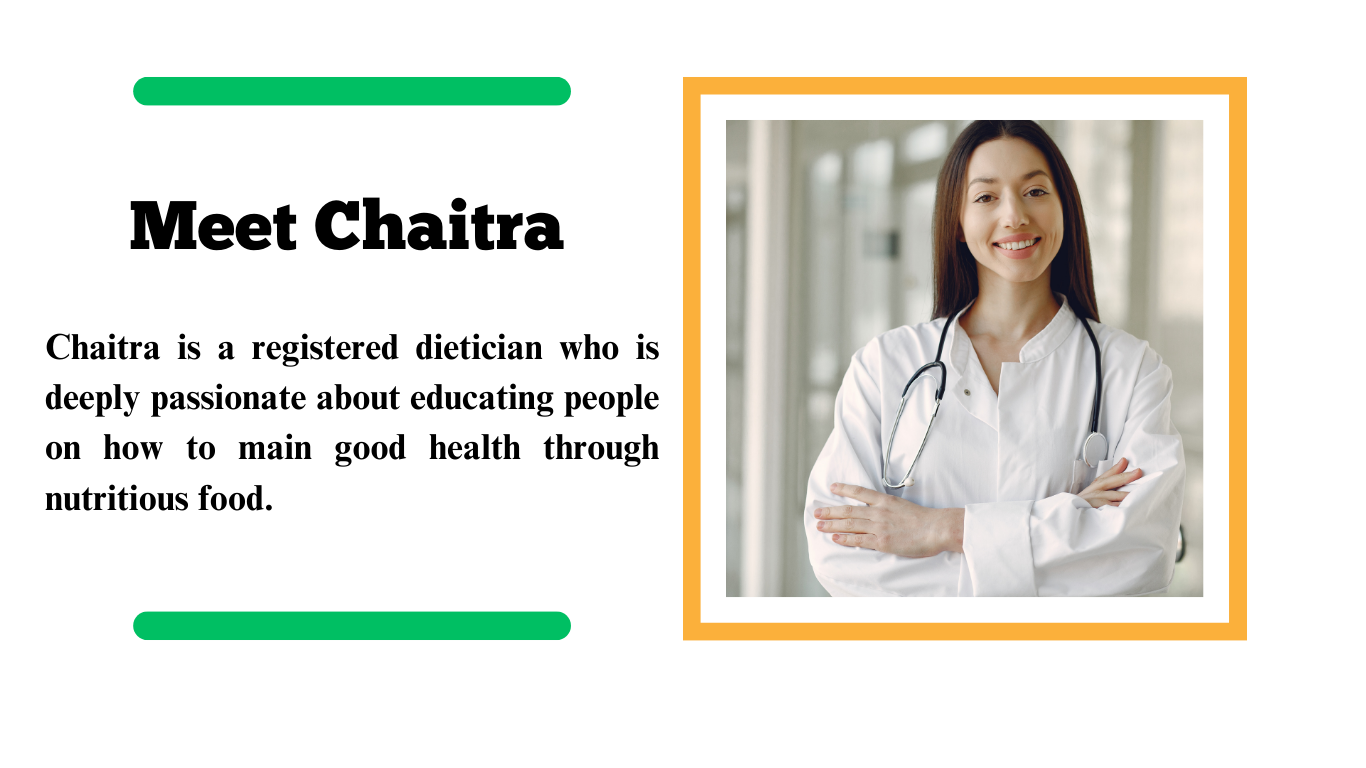 Meet Chaitra
Chaitra is a registered dietician who is
deeply passionate about educating people
on how to main good health through
nutritious food.